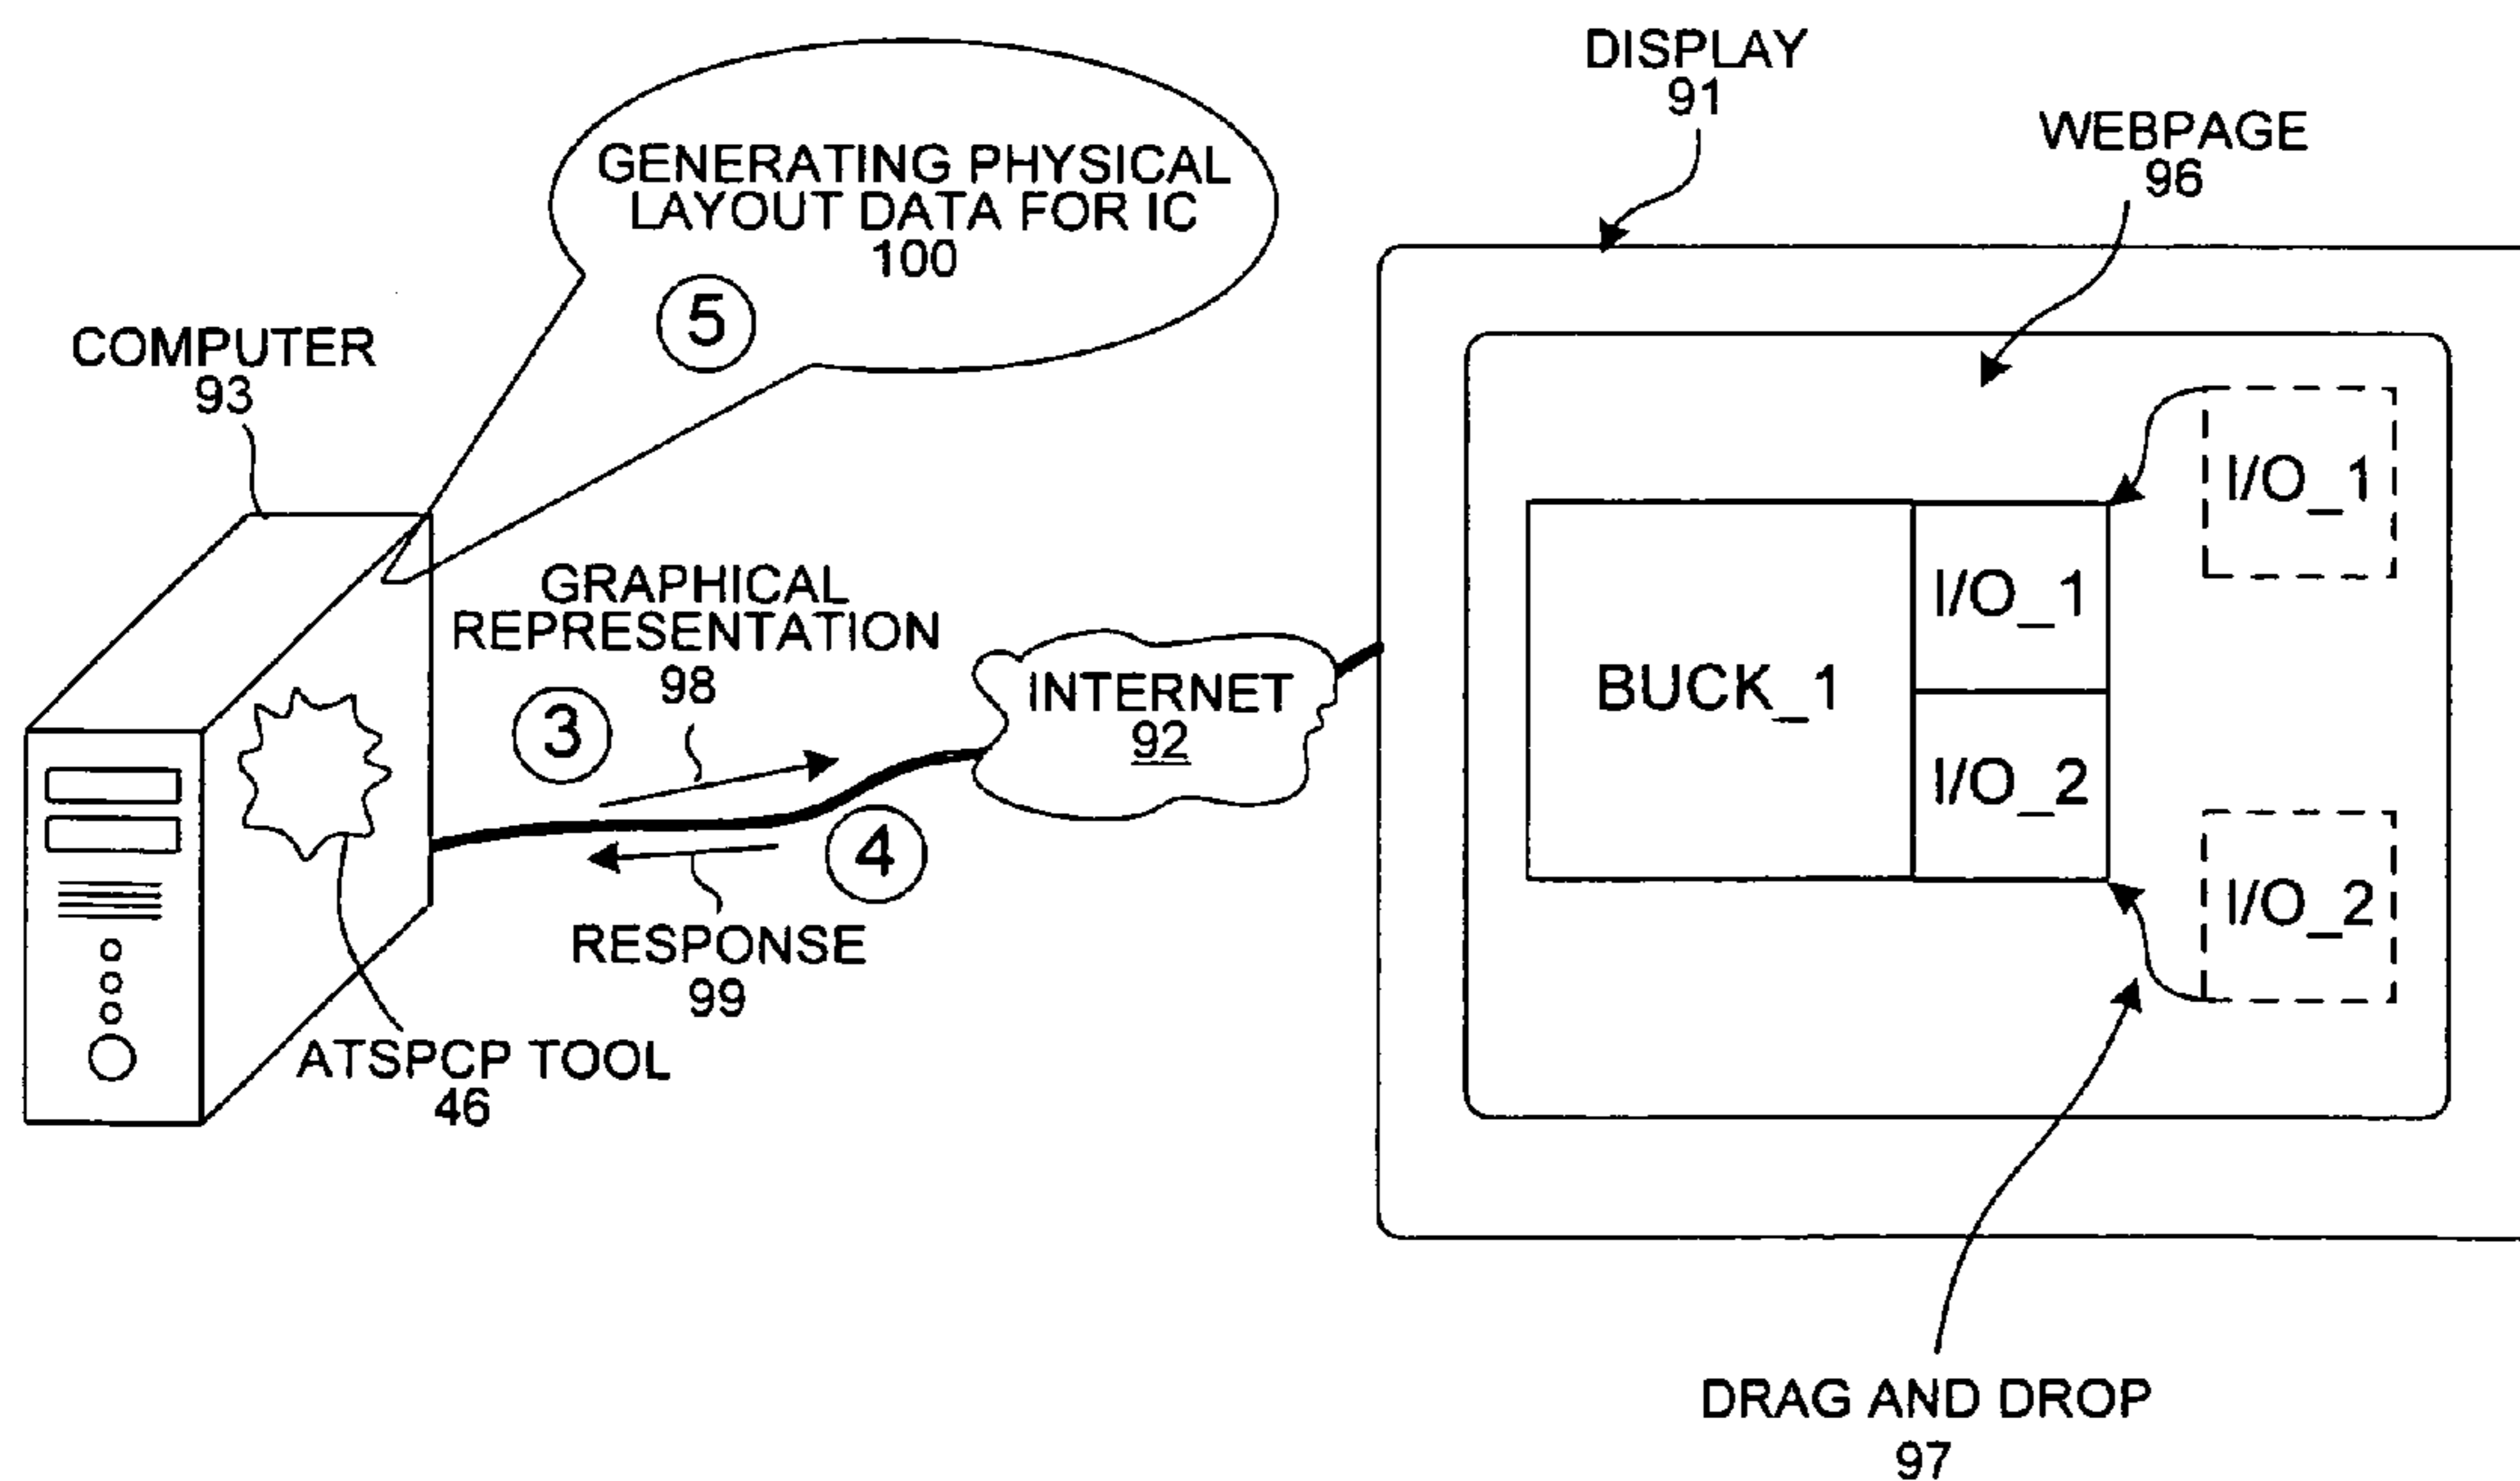 DISPLAY
91
WEBPAGE
96
GENERATING PHYSICAL
LAYOUT DATA FOR IC
100
5
COMPUTER
93
GRAPHICAL
REPRESENTATION
98
3
INTERNET
92
4
RESPONSE
99
ATSPCP TOOL
46
BUCK_1
I/O_1
I/O_2
I/O_1
I/O_2
DRAG AND DROP
97